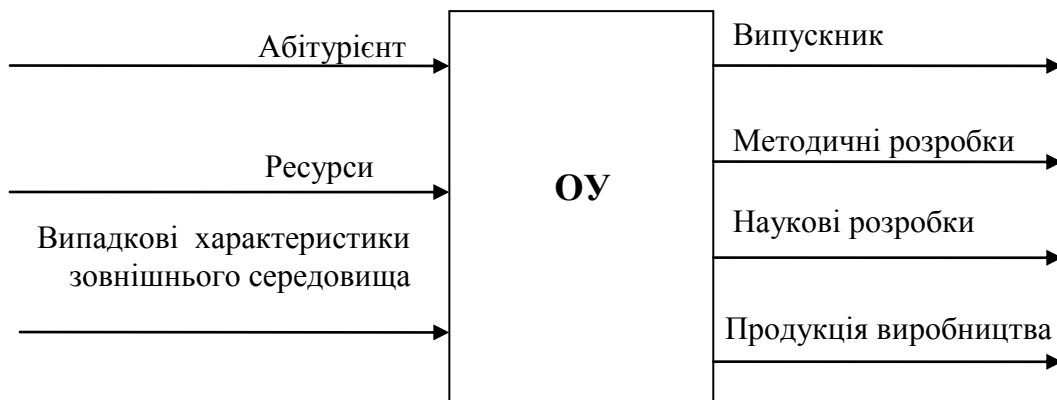 Абітурієнт
Ресурси
Випадкові характеристики
зовнішнього середовища
ОУ
Випускник
Методичні розробки
Наукові розробки
Продукція виробництва